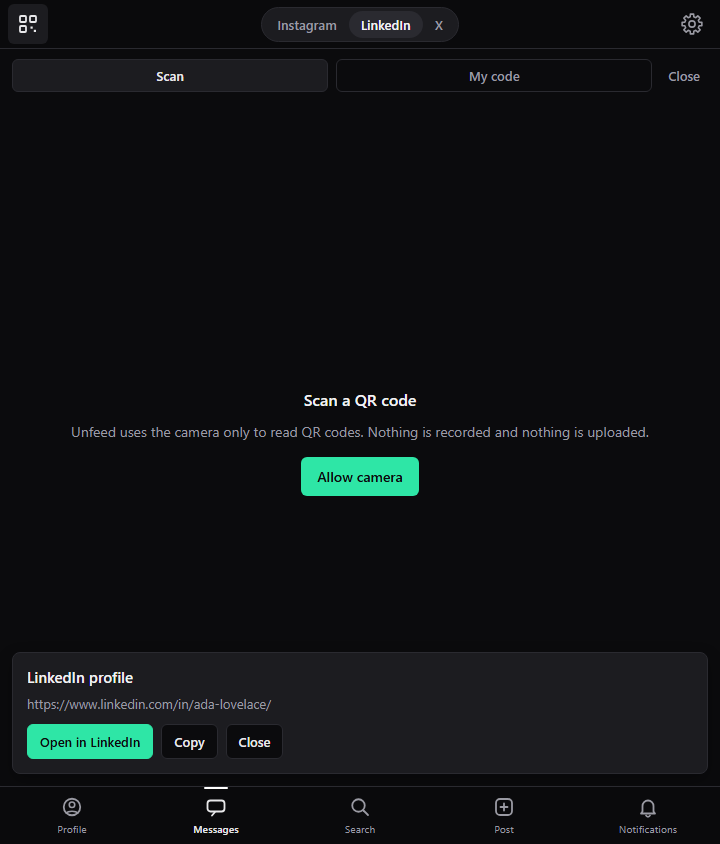 Instagram
LinkedIn
X
Scan
My code
Close
Scan a QR code
Unfeed uses the camera only to read QR codes. Nothing is recorded and nothing is uploaded.
Allow camera
LinkedIn profile
https://www.linkedin.com/in/ada-lovelace/
Open in LinkedIn
Copy
Close
Profile
Messages
Search
Post
Notifications